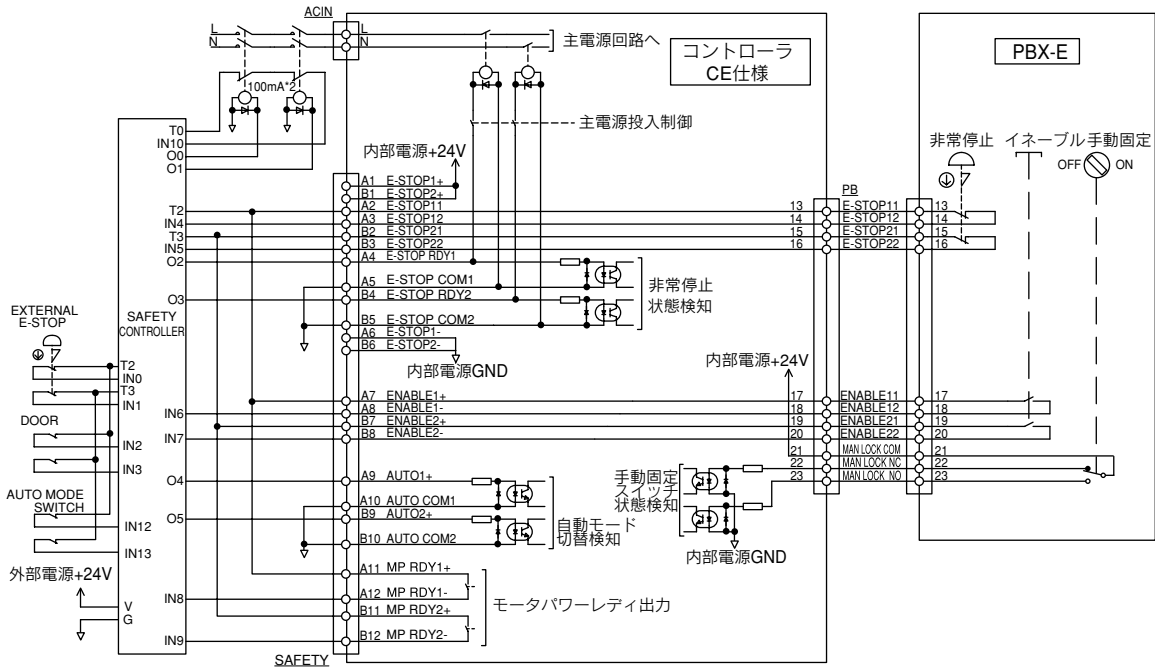 ACIN
L
N
L
N
主電源回路へ
コントローラ
CE仕様
PBX-E
100mA*2
T0
IN10
O0
O1
主電源投入制御
内部電源+24V
非常停止
イネーブル
手動固定
OFF
ON
A1 E-STOP1+
B1 E-STOP2+
T2
A2 E-STOP11
13
PB
E-STOP11
13
IN4
A3 E-STOP12
14
E-STOP12
14
T3
B2 E-STOP21
15
E-STOP21
15
IN5
B3 E-STOP22
16
E-STOP22
16
O2
A4 E-STOP RDY1
A5 E-STOP COM1
O3
B4 E-STOP RDY2
B5 E-STOP COM2
非常停止
状態検知
A6 E-STOP1-
B6 E-STOP2-
内部電源GND
EXTERNAL
E-STOP
SAFETY
CONTROLLER
T2
IN0
T3
IN1
DOOR
IN2
IN3
AUTO MODE
SWITCH
IN12
IN13
外部電源+24V
V
G
内部電源+24V
A7 ENABLE1+
17
ENABLE11
17
IN6
A8 ENABLE1-
18
ENABLE12
18
B7 ENABLE2+
19
ENABLE21
19
IN7
B8 ENABLE2-
20
ENABLE22
20
21
MAN LOCK COM
21
22
MAN LOCK NC
22
23
MAN LOCK NO
23
O4
A9 AUTO1+
A10 AUTO COM1
O5
B9 AUTO2+
B10 AUTO COM2
自動モード
切替検知
手動固定
スイッチ
状態検知
内部電源GND
A11 MP RDY1+
IN8
A12 MP RDY1-
B11 MP RDY2+
IN9
B12 MP RDY2-
モータパワーレディ出力
SAFETY